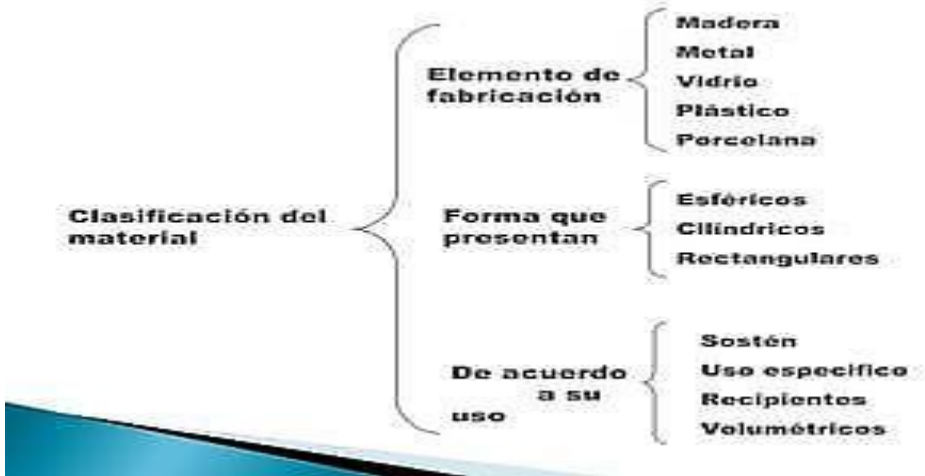 Clasificación del
material
Elemento de
fabricación
Madera
Metal
Vidrio
Plástico
Porcelana
Forma que
presentan
Esféricos
Cilíndricos
Rectangulares
De acuerdo
a su
uso
Sostén
Uso especifico
Recipientes
Volumétricos